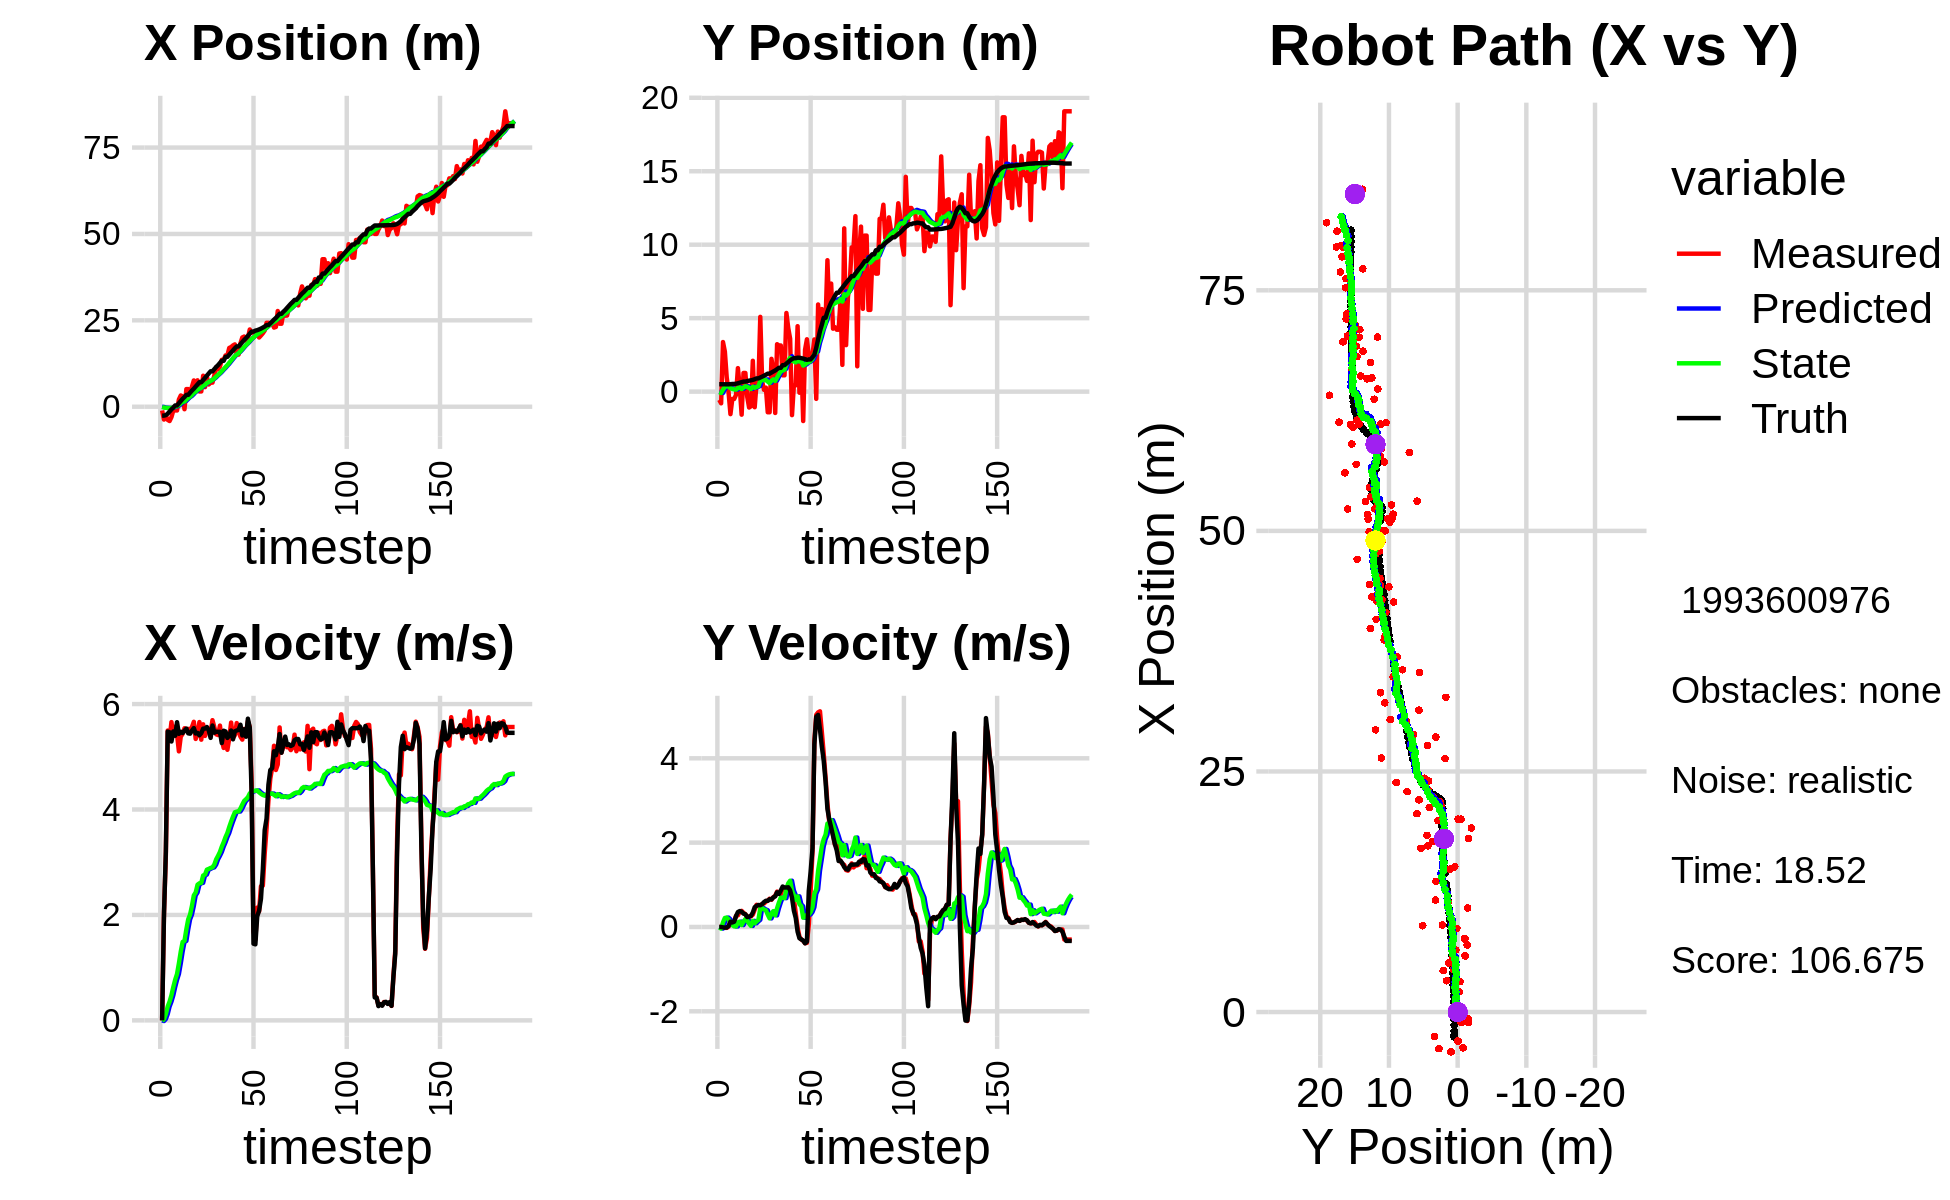 X Position (m)
75
50
25
0
0
50
100
150
timestep
Y Position (m)
20
15
10
5
0
0
50
100
150
timestep
X Velocity (m/s)
6
4
2
0
0
50
100
150
timestep
Y Velocity (m/s)
4
2
0
-2
0
50
100
150
timestep
Robot Path (X vs Y)
X Position (m)
75
50
25
0
20 10 0 -10 -20
Y Position (m)
variable
Measured
Predicted
State
Truth
1993600976
Obstacles: none
Noise: realistic
Time: 18.52
Score: 106.675